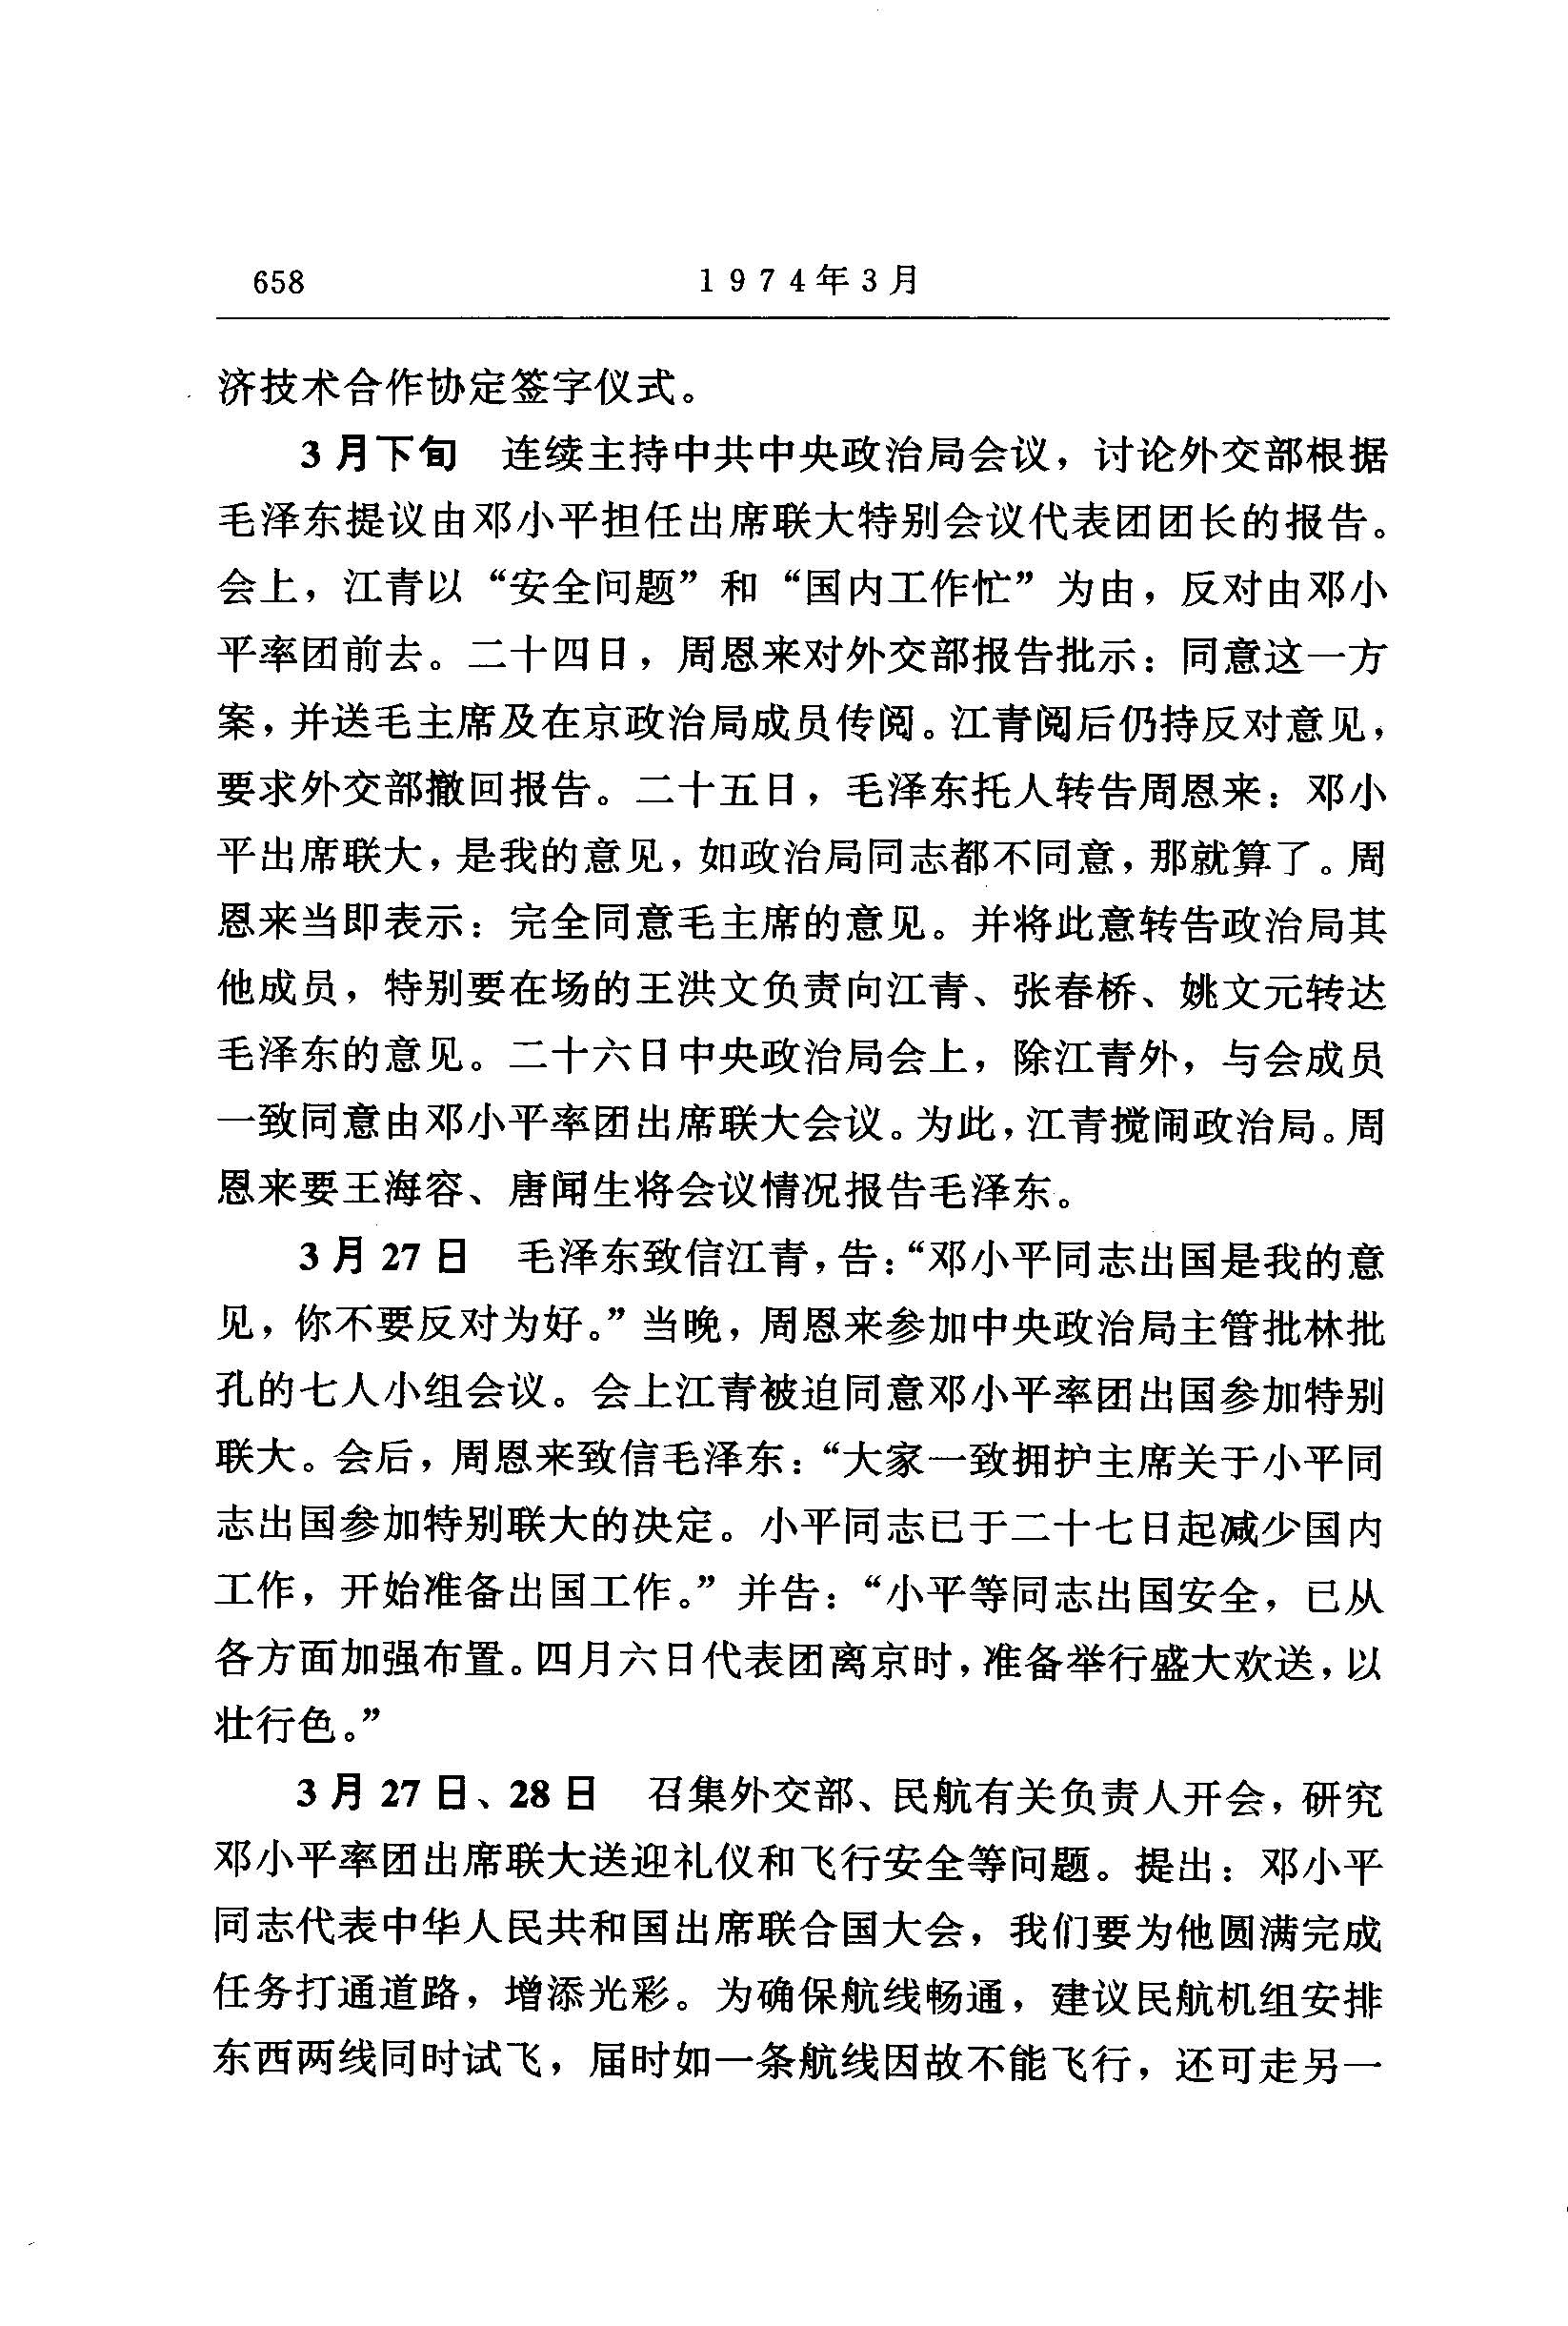 658
1974年3月
济技术合作协定签字仪式。
3月下旬　连续主持中共中央政治局会议，讨论外交部根据
毛泽东提议由邓小平担任出席联大特别会议代表团团长的报告。
会上，江青以“安全问题”和“国内工作忙”为由，反对由邓小
平率团前去。二十四日，周恩来对外交部报告批示：同意这一方
案，并送毛主席及在京政治局成员传阅。江青阅后仍持反对意见，
要求外交部撤回报告。二十五日，毛泽东托人转告周恩来：邓小
平出席联大，是我的意见，如政治局同志都不同意，那就算了。周
恩来当即表示：完全同意毛主席的意见。并将此意转告政治局其
他成员，特别要在场的王洪文负责向江青、张春桥、姚文元转达
毛泽东的意见。二十六日中央政治局会上，除江青外，与会成员
一致同意由邓小平率团出席联大会议。为此，江青搅闹政治局。周
恩来要王海容、唐闻生将会议情况报告毛泽东。
3月27日　毛泽东致信江青，告：“邓小平同志出国是我的意
见，你不要反对为好。”当晚，周恩来参加中央政治局主管批林批
孔的七人小组会议。会上江青被迫同意邓小平率团出国参加特别
联大。会后，周恩来致信毛泽东：“大家一致拥护主席关于小平同
志出国参加特别联大的决定。小平同志已于二十七日起减少国内
工作，开始准备出国工作。”并告：“小平等同志出国安全，已从
各方面加强布置。四月六日代表团离京时，准备举行盛大欢送，以
壮行色。”
3月27日、28日　召集外交部、民航有关负责人开会，研究
邓小平率团出席联大送迎礼仪和飞行安全等问题。提出：邓小平
同志代表中华人民共和国出席联合国大会，我们要为他圆满完成
任务打通道路，增添光彩。为确保航线畅通，建议民航机组安排
东西两线同时试飞，届时如一条航线因故不能飞行，还可走另一